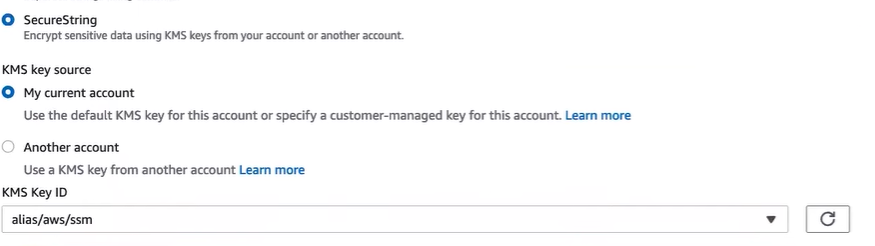 SecureString
Encrypt sensitive data using KMS keys from your account or another account.
KMS key source
My current account
Use the default KMS key for this account or specify a customer-managed key for this account. Learn more
Another account
Use a KMS key from another account Learn more
KMS Key ID
alias/aws/ssm